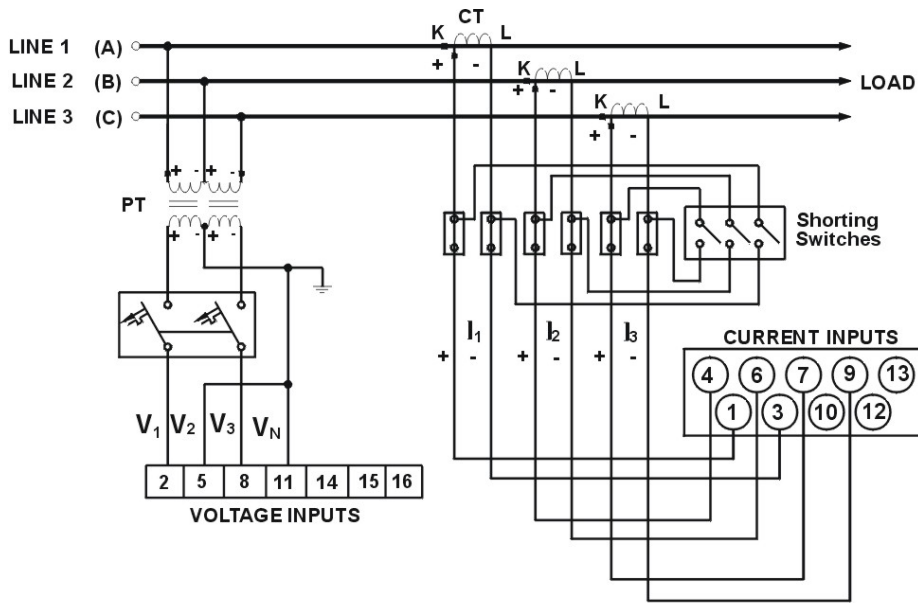 CT
K L
LINE 1 (A)
+ -
K L
LINE 2 (B)
LOAD
+ -
K L
LINE 3 (C)
+ -
+ - + -
PT
+ - + -
Shorting
Switches
I1 I2 I3
+ - + - + -
CURRENT INPUTS
4 6 7 9 13
1 3 10 12
V1 V2 V3 VN
2 5 8 11 14 15 16
VOLTAGE INPUTS